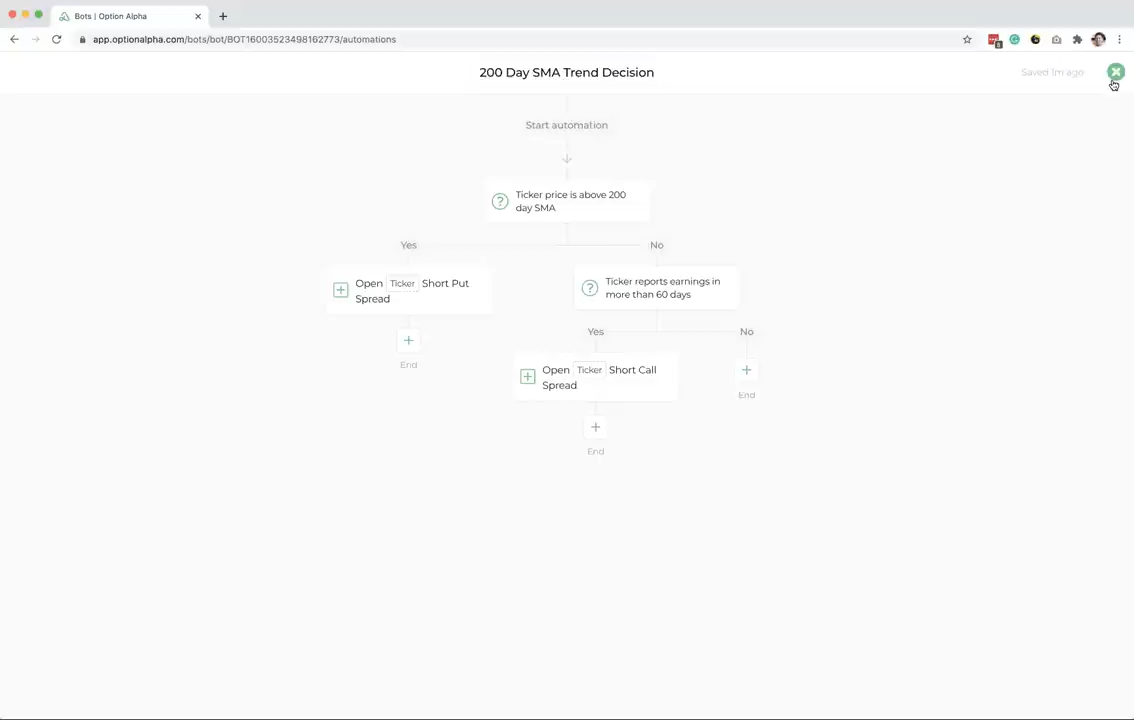 Bots | Option Alpha
app.optionalpha.com/bots/bot/BOT16003523498162773/automations
200 Day SMA Trend Decision
Saved 1m ago
Start automation
Ticker price is above 200
day SMA
Yes
No
Open Ticker Short Put
Spread
Ticker reports earnings in
more than 60 days
End
Yes
No
Open Ticker Short Call
Spread
End
End